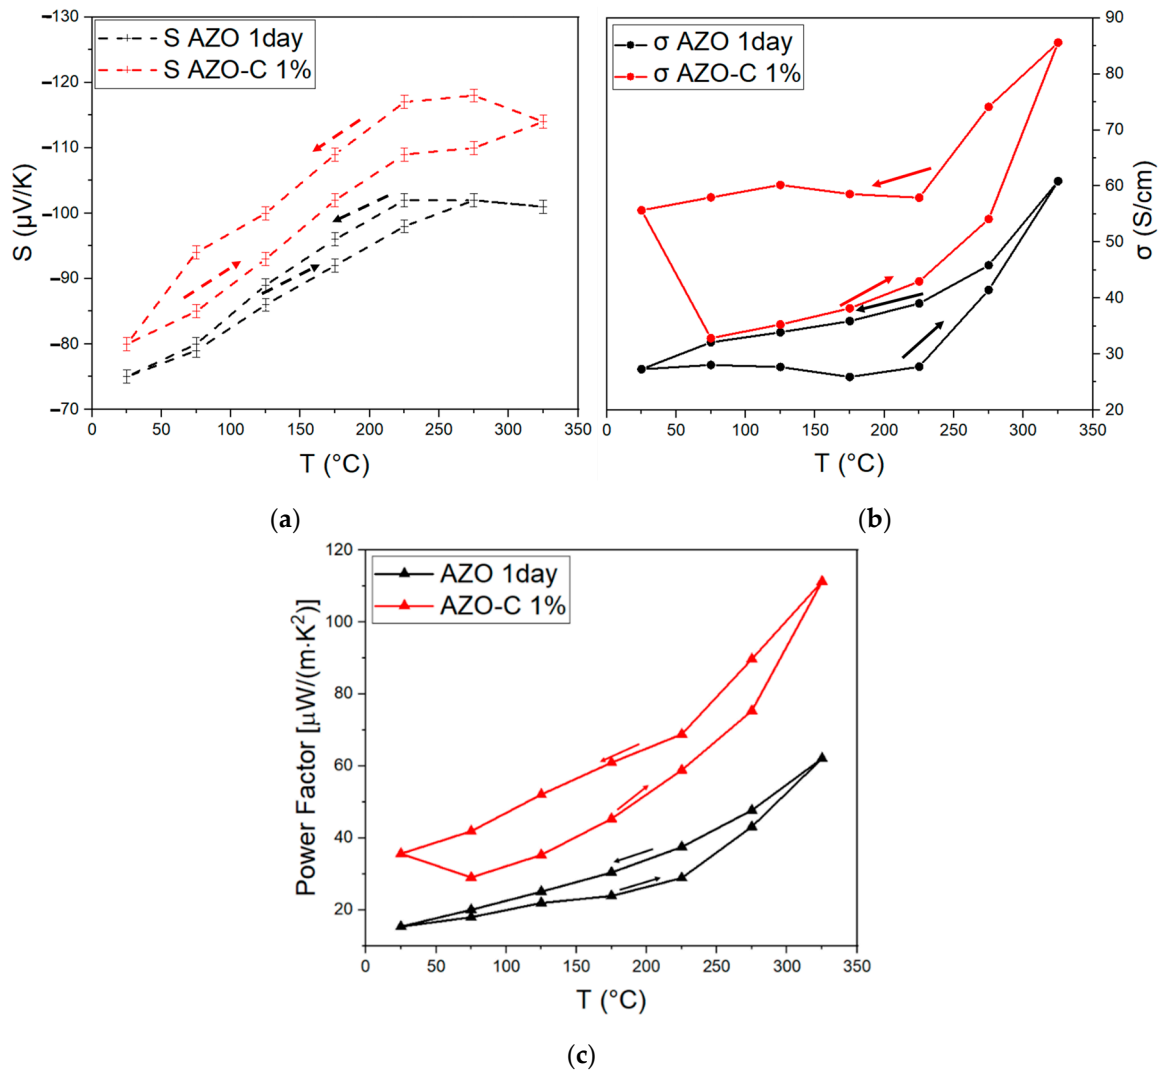 S AZO 1day
S AZO-C 1%
S (μV/K)
−130
−120
−110
−100
−90
−80
−70
0 50 100 150 200 250 300 350
T (°C)
(a)
σ AZO 1day
σ AZO-C 1%
90
80
70
60
50
40
30
20
σ (S/cm)
0 50 100 150 200 250 300 350
T (°C)
(b)
AZO 1day
AZO-C 1%
Power Factor [μW/(m·K²)]
120
100
80
60
40
20
0 50 100 150 200 250 300 350
T (°C)
(c)